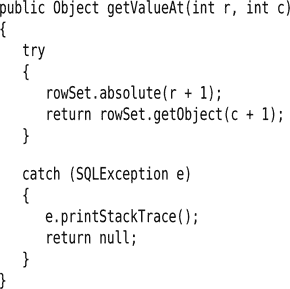 public Object getValueAt(int r, int c)
{
   try
   {
      rowSet.absolute(r + 1);
      return rowSet.getObject(c + 1);
   }

   catch (SQLException e)
   {
      e.printStackTrace();
      return null;
   }
}